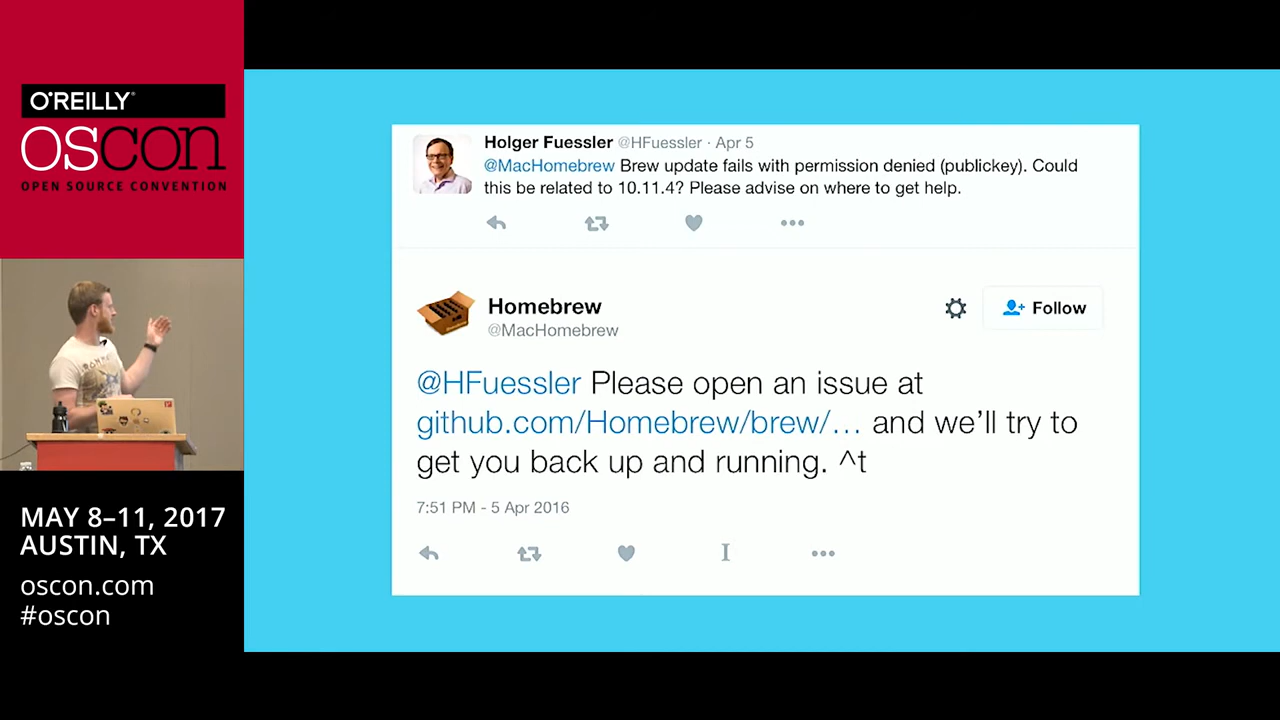 O'REILLY®
OSCON
OPEN SOURCE CONVENTION
MAY 8–11, 2017
AUSTIN, TX
oscon.com
#oscon
Holger Fuessler @HFuessler · Apr 5
@MacHomebrew Brew update fails with permission denied (publickey). Could
this be related to 10.11.4? Please advise on where to get help.
Homebrew
@MacHomebrew
Follow
@HFuessler Please open an issue at
github.com/Homebrew/brew/… and we’ll try to
get you back up and running. ^t
7:51 PM - 5 Apr 2016